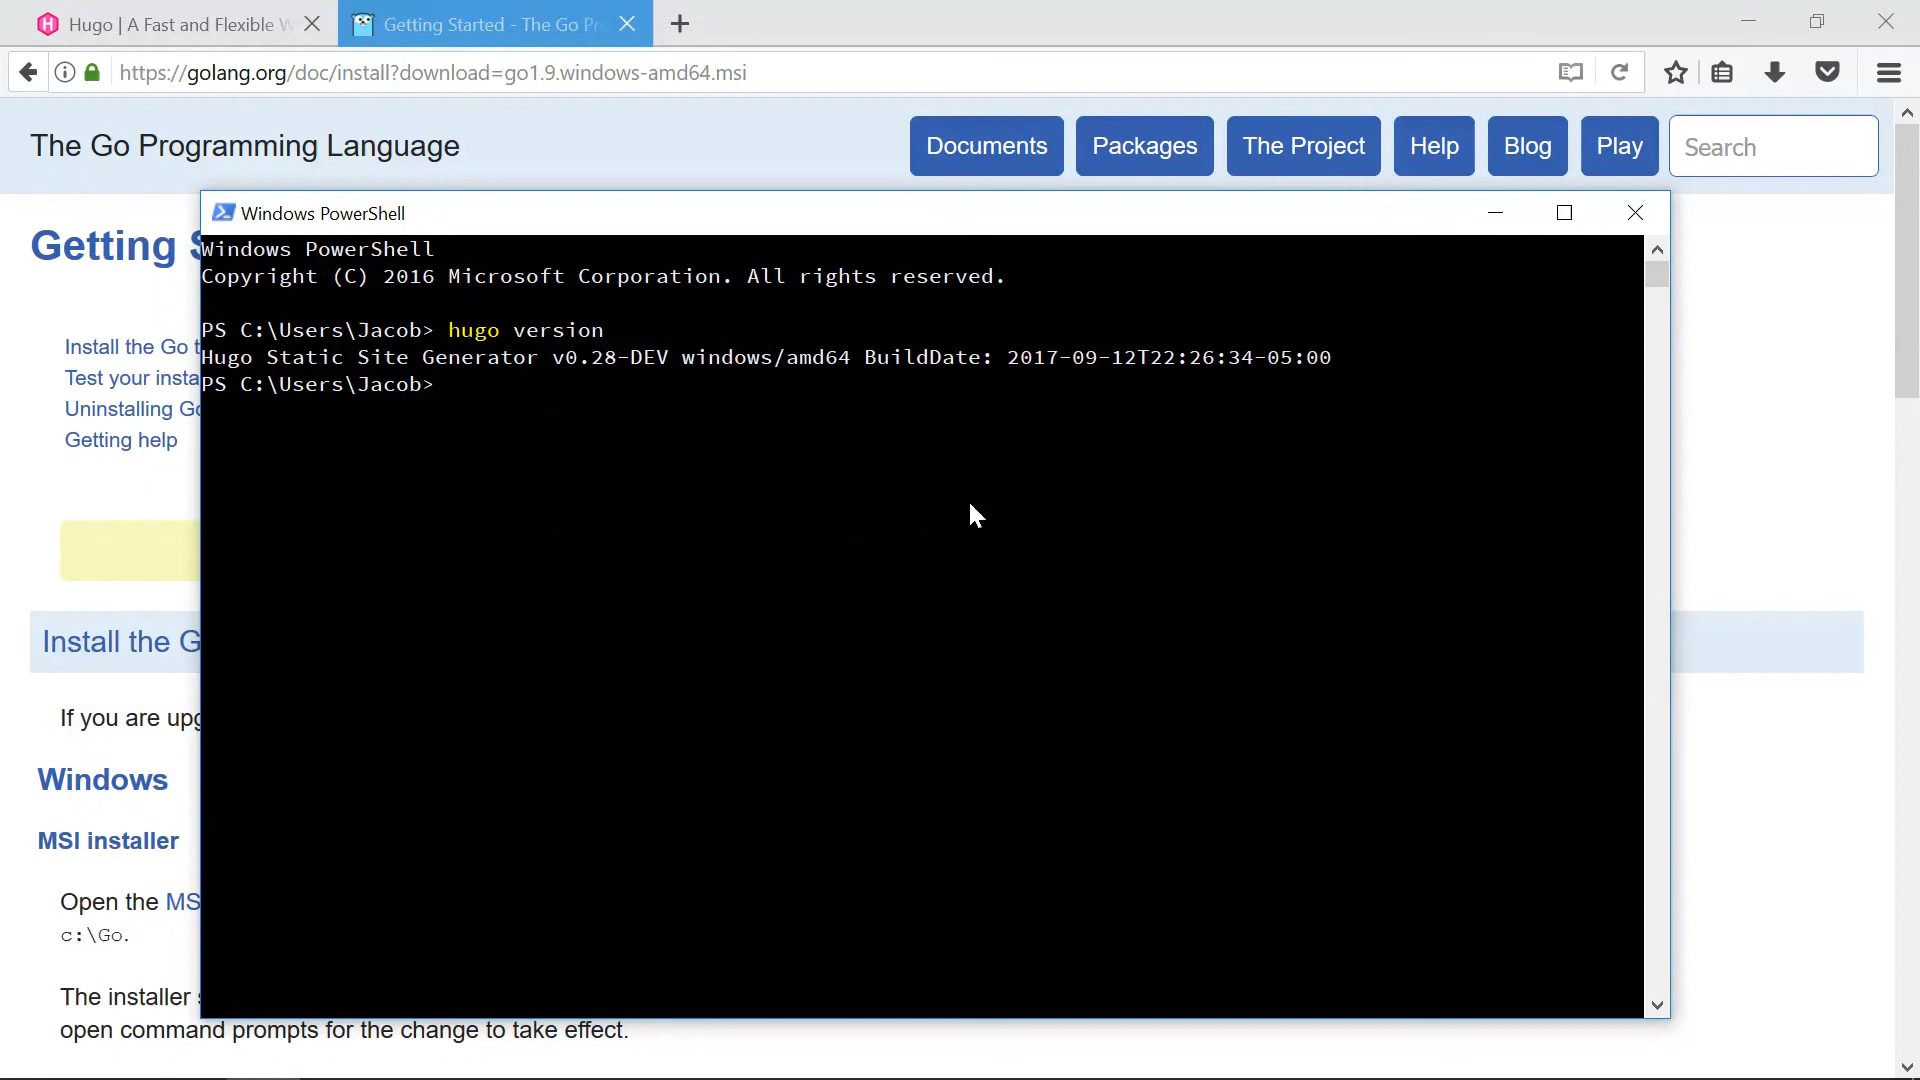 Hugo | A Fast and Flexible W
Getting Started - The Go Pr
https://golang.org/doc/install?download=go1.9.windows-amd64.msi
The Go Programming Language
Documents
Packages
The Project
Help
Blog
Play
Search
Getting S
Install the Go t
Test your insta
Uninstalling Go
Getting help
Windows PowerShell
Windows PowerShell
Copyright (C) 2016 Microsoft Corporation. All rights reserved.
PS C:\Users\Jacob> hugo version
Hugo Static Site Generator v0.28-DEV windows/amd64 BuildDate: 2017-09-12T22:26:34-05:00
PS C:\Users\Jacob>
Install the G
If you are upg
Windows
MSI installer
Open the MS
c:\Go.
The installer s
open command prompts for the change to take effect.